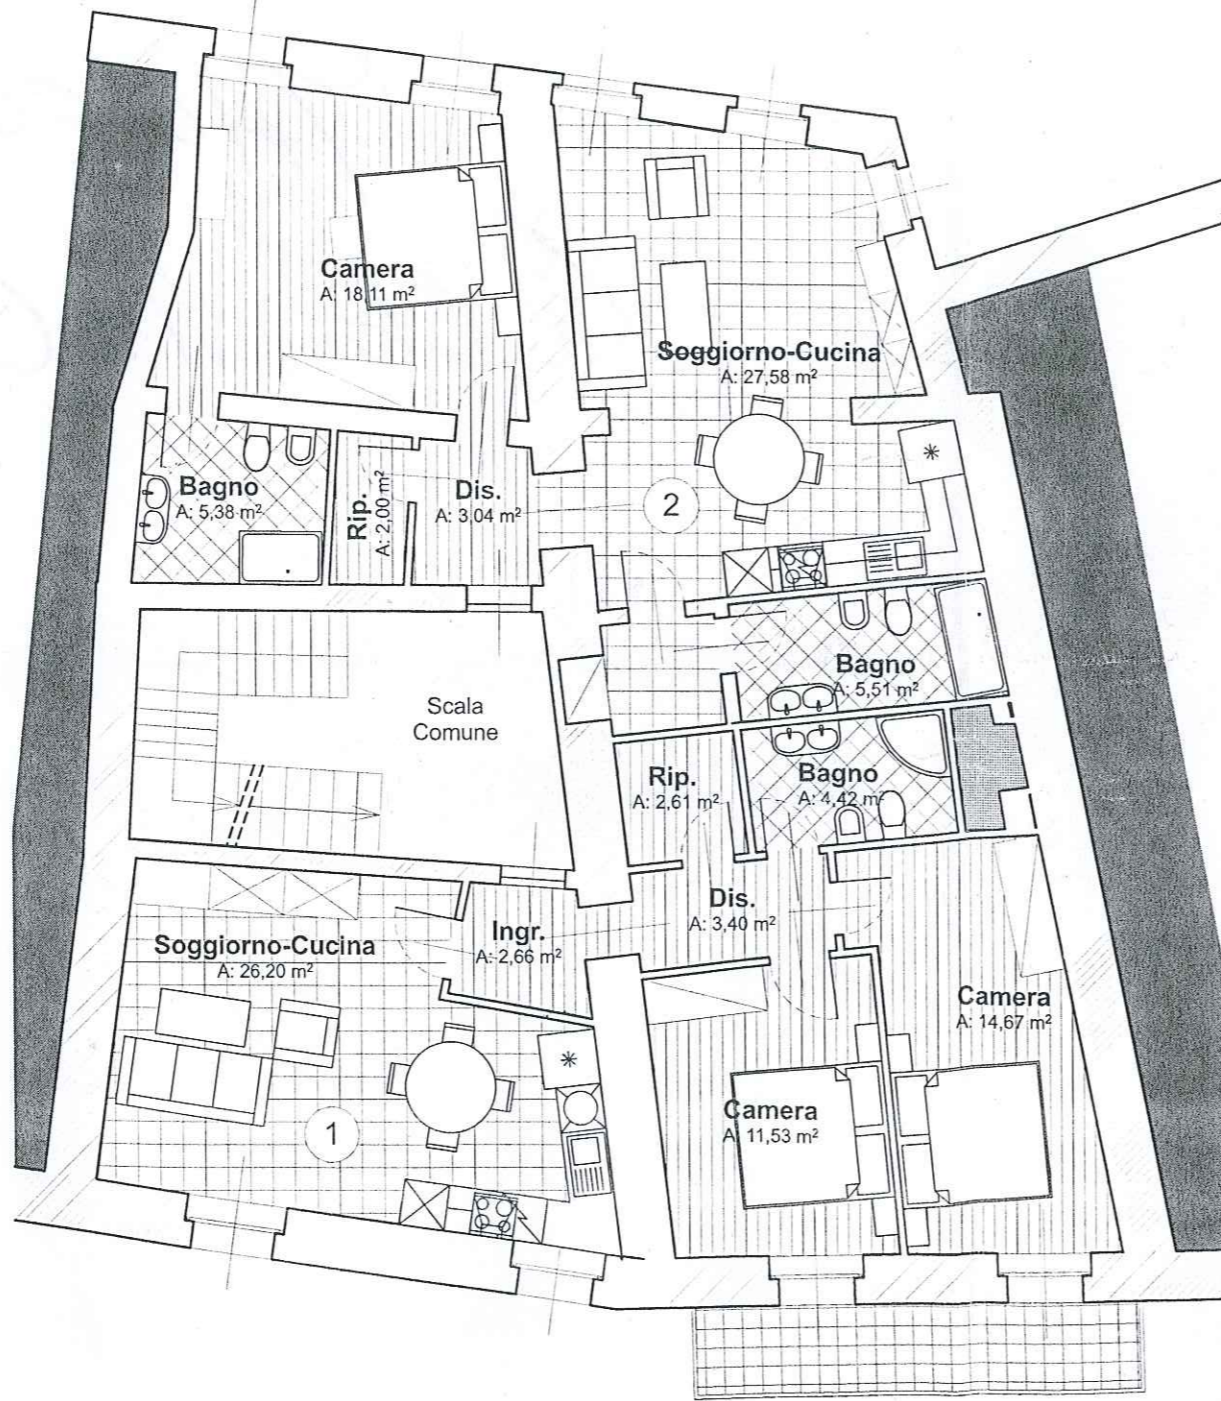 Camera
A: 18,11 m²
Soggiorno-Cucina
A: 27,58 m²
Bagno
A: 5,38 m²
Rip.
A: 2,00 m²
Dis.
A: 3,04 m²
2
Scala
Comune
Bagno
A: 5,51 m²
Rip.
A: 2,61 m²
Bagno
A: 4,42 m²
Dis.
A: 3,40 m²
Ingr.
A: 2,66 m²
Soggiorno-Cucina
A: 26,20 m²
Camera
A: 14,67 m²
Camera
A: 11,53 m²
1